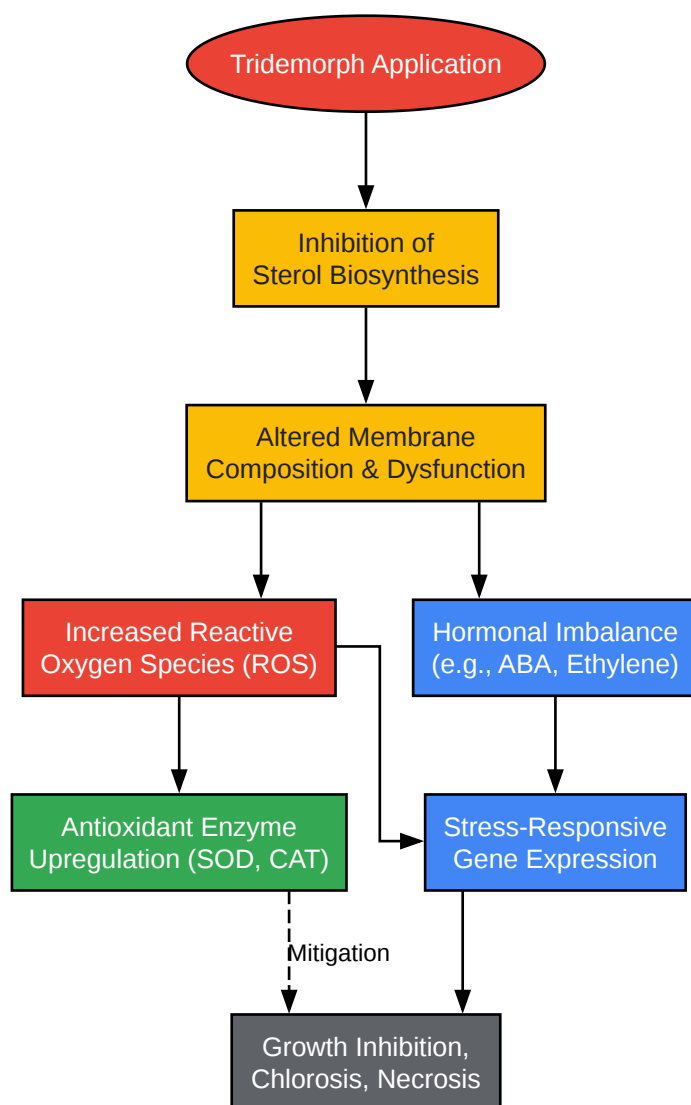 Tridemorph Application
Inhibition of
Sterol Biosynthesis
Altered Membrane
Composition & Dysfunction
Increased Reactive
Oxygen Species (ROS)
Hormonal Imbalance
(e.g., ABA, Ethylene)
Antioxidant Enzyme
Upregulation (SOD, CAT)
Stress-Responsive
Gene Expression
Mitigation
Growth Inhibition,
Chlorosis, Necrosis